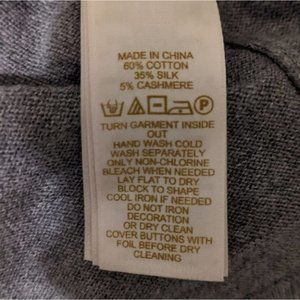 MADE IN CHINA
60% COTTON
35% SILK
5% CASHMERE
P
TURN GARMENT INSIDE
OUT
HAND WASH COLD
WASH SEPARATELY
ONLY NON-CHLORINE
BLEACH WHEN NEEDED
LAY FLAT TO DRY
BLOCK TO SHAPE
COOL IRON IF NEEDED
DO NOT IRON
DECORATION
OR DRY CLEAN
COVER BUTTONS WITH
FOIL BEFORE DRY
CLEANING